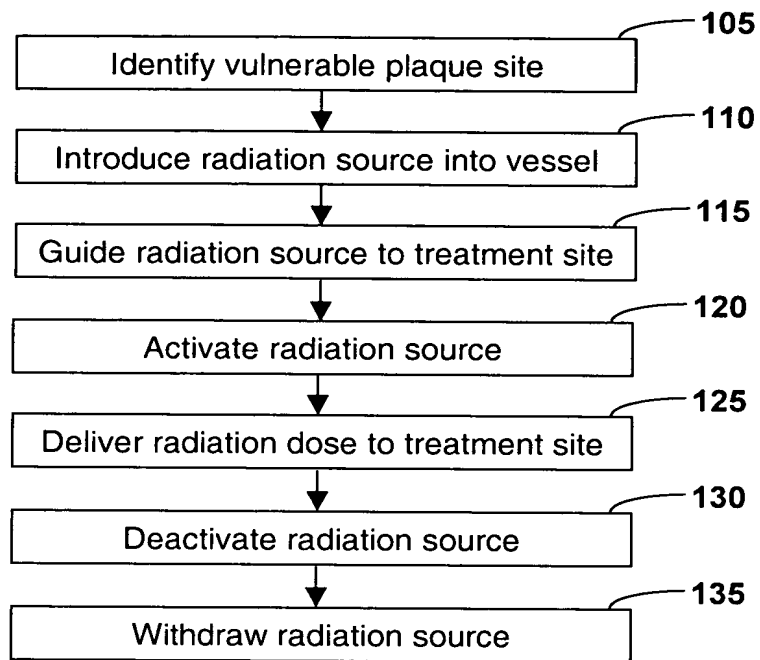 105
Identify vulnerable plaque site
110
Introduce radiation source into vessel
115
Guide radiation source to treatment site
120
Activate radiation source
125
Deliver radiation dose to treatment site
130
Deactivate radiation source
135
Withdraw radiation source